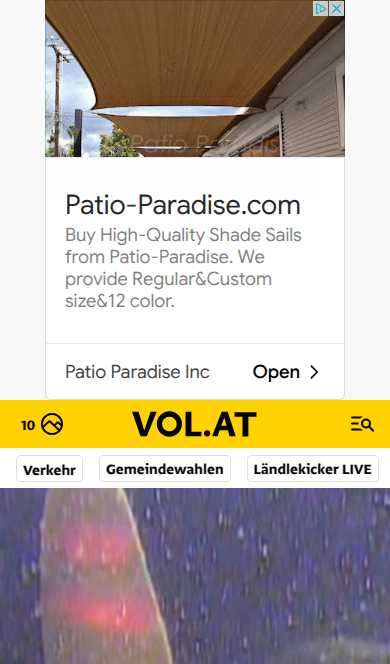 Patio Paradise
Patio-Paradise.com
Buy High-Quality Shade Sails
from Patio-Paradise. We
provide Regular&Custom
size&12 color.
Patio Paradise Inc
Open
10
VOL.AT
Verkehr
Gemeindewahlen
Ländlekicker LIVE